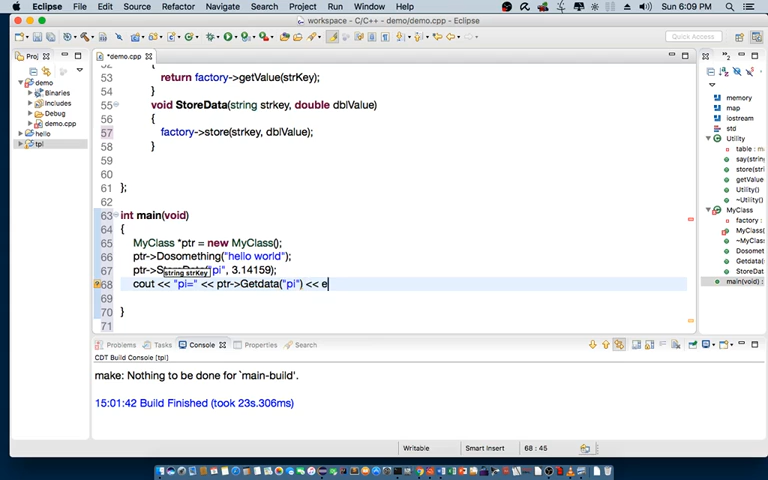 Eclipse File Edit Source Refactor Navigate Search Project Run Window Help Sun 6:09 PM
workspace - C/C++ - demo/demo.cpp - Eclipse
Quick Access
Proj
*demo.cpp
demo
Binaries
Includes
Debug
demo.cpp
hello
tpl
53 return factory->getValue(strKey);
54 }
55 void StoreData(string strkey, double dblValue)
56 {
57 factory->store(strkey, dblValue);
58 }
59
60
61 };
62
63 int main(void)
64 {
65 MyClass *ptr = new MyClass();
66 ptr->Dosomething("hello world");
67 ptr->StoreData("pi", 3.14159);
string strKey
68 cout << "pi=" << ptr->Getdata("pi") << e
69
70 }
71
memory
map
iostream
std
Utility
table : m
say(stri
store(str
getValue
Utility()
~Utility()
MyClass
factory :
MyClass(
~MyClas
Dosomet
Getdata
StoreDat
main(void)
Problems Tasks Console Properties Search
CDT Build Console [tpl]
make: Nothing to be done for `main-build'.
15:01:42 Build Finished (took 23s.306ms)
Writable Smart Insert 68 : 45